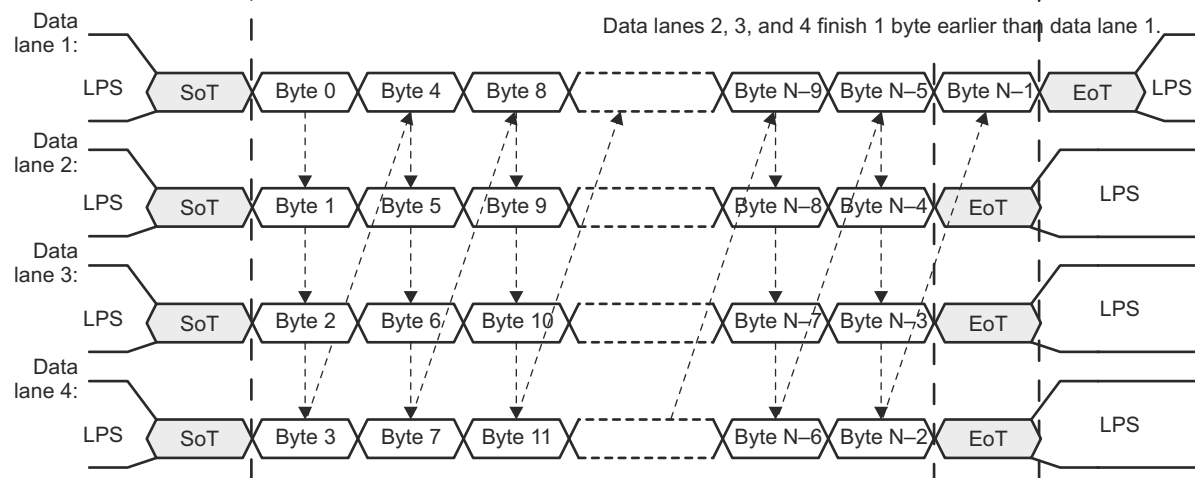 Data lanes 2, 3, and 4 finish 1 byte earlier than data lane 1.
Data
lane 1:
LPS SoT Byte 0 Byte 4 Byte 8 Byte N–9 Byte N–5 Byte N–1 EoT LPS
Data
lane 2:
LPS SoT Byte 1 Byte 5 Byte 9 Byte N–8 Byte N–4 EoT LPS
Data
lane 3:
LPS SoT Byte 2 Byte 6 Byte 10 Byte N–7 Byte N–3 EoT LPS
Data
lane 4:
LPS SoT Byte 3 Byte 7 Byte 11 Byte N–6 Byte N–2 EoT LPS